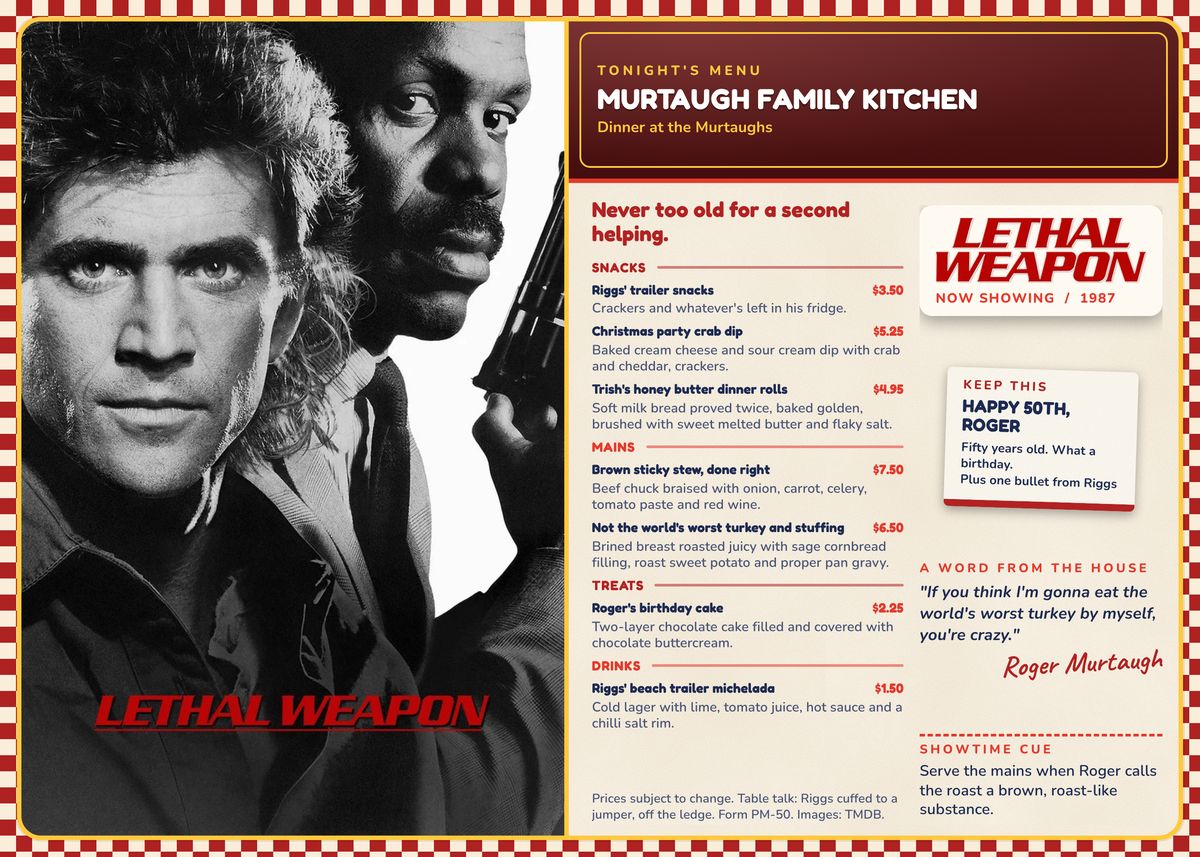 LETHAL WEAPON
TONIGHT'S MENU
MURTAUGH FAMILY KITCHEN
Dinner at the Murtaughs
Never too old for a second
helping.
SNACKS
Riggs' trailer snacks $3.50
Crackers and whatever's left in his fridge.
Christmas party crab dip $5.25
Baked cream cheese and sour cream dip with crab
and cheddar, crackers.
Trish's honey butter dinner rolls $4.95
Soft milk bread proved twice, baked golden,
brushed with sweet melted butter and flaky salt.
MAINS
Brown sticky stew, done right $7.50
Beef chuck braised with onion, carrot, celery,
tomato paste and red wine.
Not the world's worst turkey and stuffing $6.50
Brined breast roasted juicy with sage cornbread
filling, roast sweet potato and proper pan gravy.
TREATS
Roger's birthday cake $2.25
Two-layer chocolate cake filled and covered with
chocolate buttercream.
DRINKS
Riggs' beach trailer michelada $1.50
Cold lager with lime, tomato juice, hot sauce and a
chilli salt rim.
Prices subject to change. Table talk: Riggs cuffed to a
jumper, off the ledge. Form PM-50. Images: TMDB.
LETHAL
WEAPON
NOW SHOWING / 1987
KEEP THIS
HAPPY 50TH,
ROGER
Fifty years old. What a
birthday.
Plus one bullet from Riggs
A WORD FROM THE HOUSE
"If you think I'm gonna eat the
world's worst turkey by myself,
you're crazy."
Roger Murtaugh
SHOWTIME CUE
Serve the mains when Roger calls
the roast a brown, roast-like
substance.